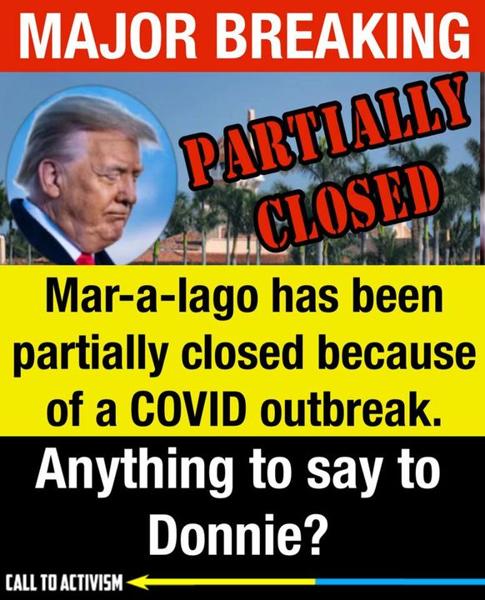 MAJOR BREAKING
PARTIALLY
CLOSED
Mar-a-lago has been
partially closed because
of a COVID outbreak.
Anything to say to
Donnie?
CALL TO ACTIVISM